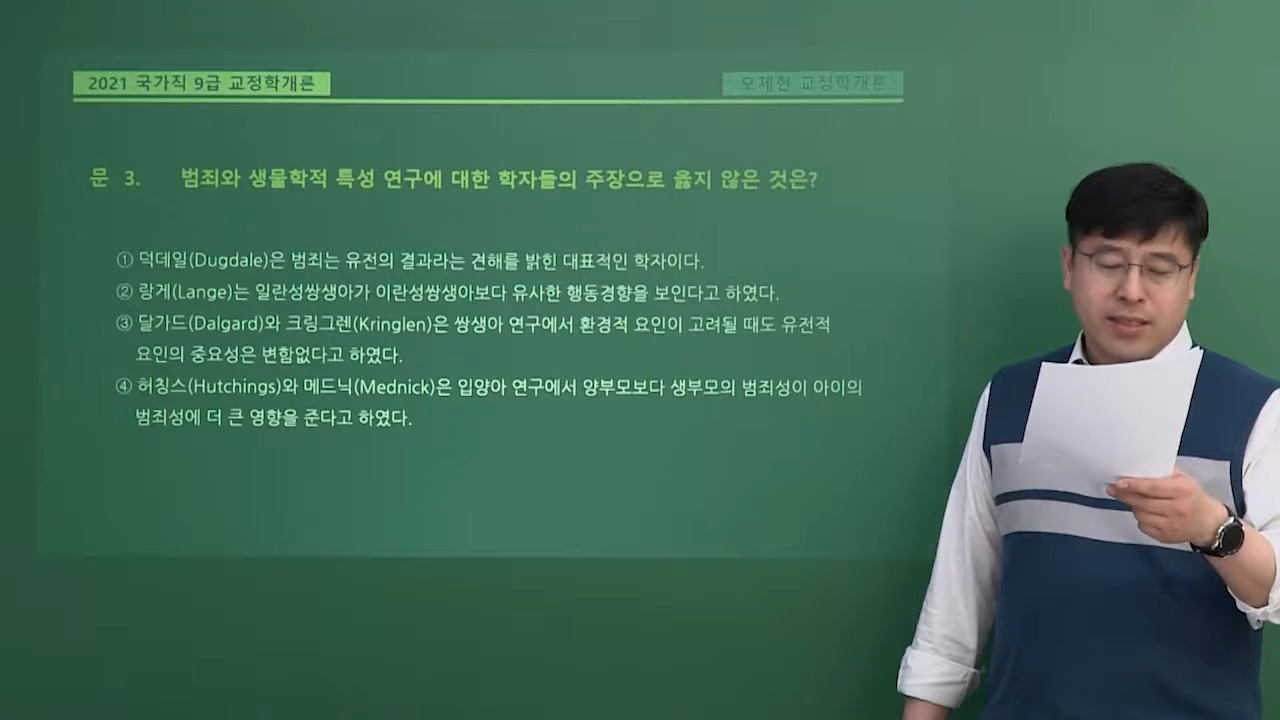 2021 국가직 9급 교정학개론
오제현 교정학개론
문 3. 범죄와 생물학적 특성 연구에 대한 학자들의 주장으로 옳지 않은 것은?
① 덕데일(Dugdale)은 범죄는 유전의 결과라는 견해를 밝힌 대표적인 학자이다.
② 랑게(Lange)는 일란성쌍생아가 이란성쌍생아보다 유사한 행동경향을 보인다고 하였다.
③ 달가드(Dalgard)와 크링그렌(Kringlen)은 쌍생아 연구에서 환경적 요인이 고려될 때도 유전적
요인의 중요성은 변함없다고 하였다.
④ 허칭스(Hutchings)와 메드닉(Mednick)은 입양아 연구에서 양부모보다 생부모의 범죄성이 아이의
범죄성에 더 큰 영향을 준다고 하였다.